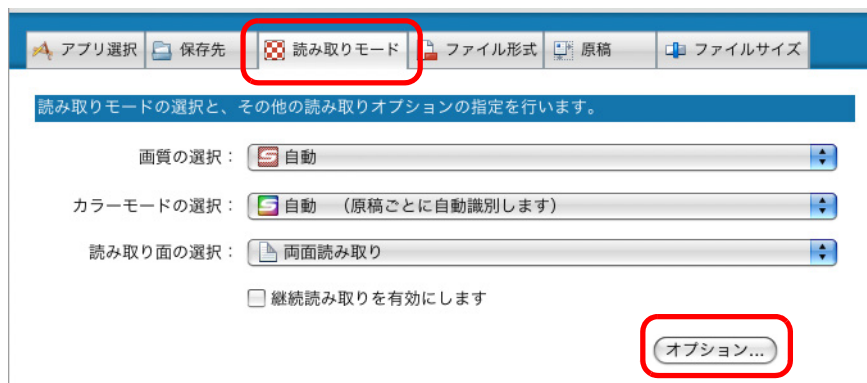 アプリ選択 保存先 読み取りモード ファイル形式 原稿 ファイルサイズ
読み取りモードの選択と、その他の読み取りオプションの指定を行います。
画質の選択： 自動
カラーモードの選択： 自動 （原稿ごとに自動識別します）
読み取り面の選択： 両面読み取り
継続読み取りを有効にします
オプション...